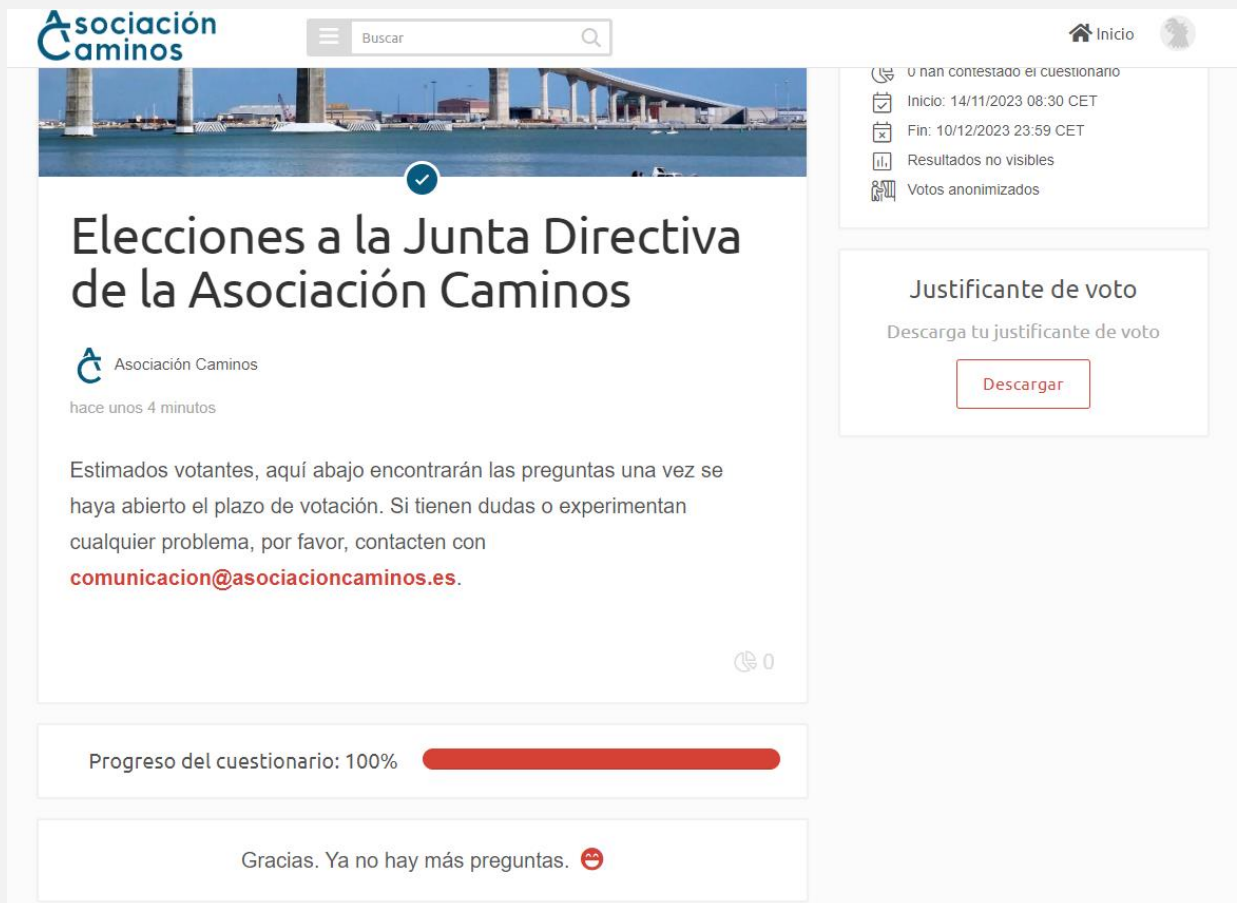 Asociación
Caminos
Buscar
Inicio
0 han contestado el cuestionario
Inicio: 14/11/2023 08:30 CET
Fin: 10/12/2023 23:59 CET
Resultados no visibles
Votos anonimizados
Elecciones a la Junta Directiva
de la Asociación Caminos
Asociación Caminos
hace unos 4 minutos
Estimados votantes, aquí abajo encontrarán las preguntas una vez se
haya abierto el plazo de votación. Si tienen dudas o experimentan
cualquier problema, por favor, contacten con
comunicacion@asociacioncaminos.es.
0
Justificante de voto
Descarga tu justificante de voto
Descargar
Progreso del cuestionario: 100%
Gracias. Ya no hay más preguntas.